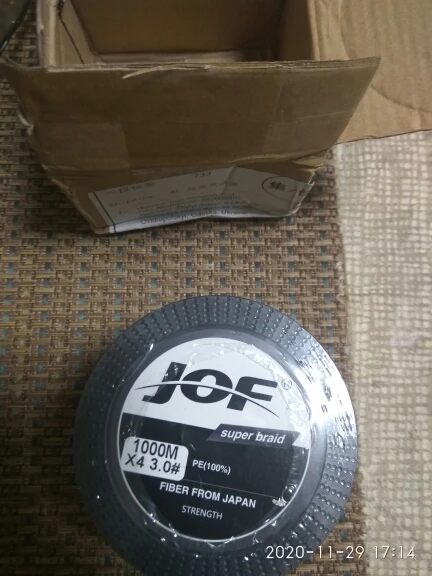 JOF®
super braid
1000M
X4 3.0#
PE(100%)
FIBER FROM JAPAN
STRENGTH
2020-11-29 17:14